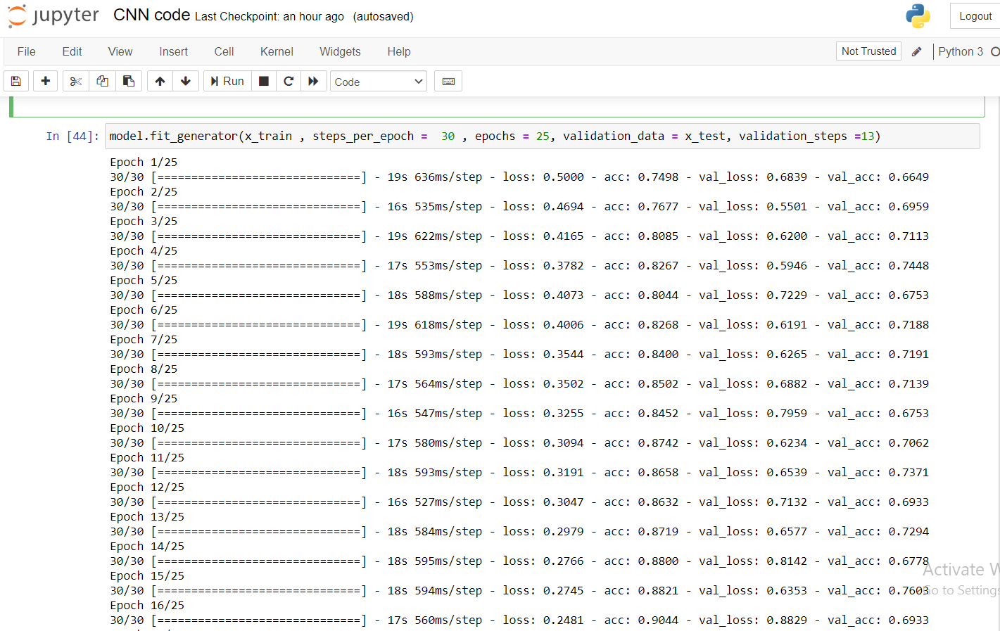 jupyter CNN code Last Checkpoint: an hour ago (autosaved) Logout
File Edit View Insert Cell Kernel Widgets Help Not Trusted Python 3
Run Code
In [44]: model.fit_generator(x_train , steps_per_epoch = 30 , epochs = 25, validation_data = x_test, validation_steps =13)
Epoch 1/25
30/30 [==============================] - 19s 636ms/step - loss: 0.5000 - acc: 0.7498 - val_loss: 0.6839 - val_acc: 0.6649
Epoch 2/25
30/30 [==============================] - 16s 535ms/step - loss: 0.4694 - acc: 0.7677 - val_loss: 0.5501 - val_acc: 0.6959
Epoch 3/25
30/30 [==============================] - 19s 622ms/step - loss: 0.4165 - acc: 0.8085 - val_loss: 0.6200 - val_acc: 0.7113
Epoch 4/25
30/30 [==============================] - 17s 553ms/step - loss: 0.3782 - acc: 0.8267 - val_loss: 0.5946 - val_acc: 0.7448
Epoch 5/25
30/30 [==============================] - 18s 588ms/step - loss: 0.4073 - acc: 0.8044 - val_loss: 0.7229 - val_acc: 0.6753
Epoch 6/25
30/30 [==============================] - 19s 618ms/step - loss: 0.4006 - acc: 0.8268 - val_loss: 0.6191 - val_acc: 0.7188
Epoch 7/25
30/30 [==============================] - 18s 593ms/step - loss: 0.3544 - acc: 0.8400 - val_loss: 0.6265 - val_acc: 0.7191
Epoch 8/25
30/30 [==============================] - 17s 564ms/step - loss: 0.3502 - acc: 0.8502 - val_loss: 0.6882 - val_acc: 0.7139
Epoch 9/25
30/30 [==============================] - 16s 547ms/step - loss: 0.3255 - acc: 0.8452 - val_loss: 0.7959 - val_acc: 0.6753
Epoch 10/25
30/30 [==============================] - 17s 580ms/step - loss: 0.3094 - acc: 0.8742 - val_loss: 0.6234 - val_acc: 0.7062
Epoch 11/25
30/30 [==============================] - 18s 593ms/step - loss: 0.3191 - acc: 0.8658 - val_loss: 0.6539 - val_acc: 0.7371
Epoch 12/25
30/30 [==============================] - 16s 527ms/step - loss: 0.3047 - acc: 0.8632 - val_loss: 0.7132 - val_acc: 0.6933
Epoch 13/25
30/30 [==============================] - 18s 584ms/step - loss: 0.2979 - acc: 0.8719 - val_loss: 0.6577 - val_acc: 0.7294
Epoch 14/25
30/30 [==============================] - 18s 595ms/step - loss: 0.2766 - acc: 0.8800 - val_loss: 0.8142 - val_acc: 0.6778
Activate W
Epoch 15/25
30/30 [==============================] - 18s 594ms/step - loss: 0.2745 - acc: 0.8821 - val_loss: 0.6353 - val_acc: 0.7603
Go to Settings
Epoch 16/25
30/30 [==============================] - 17s 560ms/step - loss: 0.2481 - acc: 0.9044 - val_loss: 0.8829 - val_acc: 0.6933